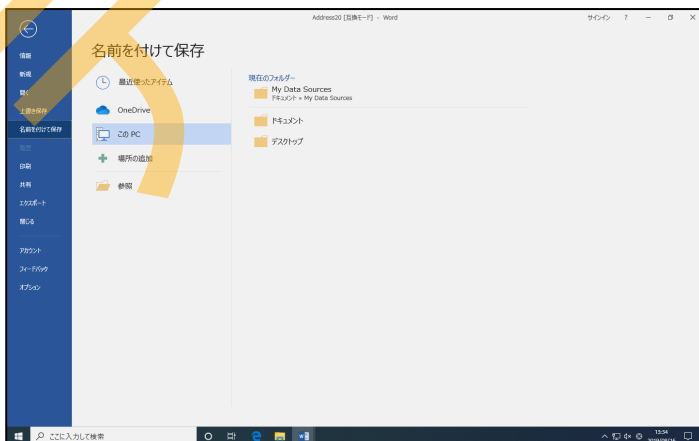 Address20 [互換モード] - Word
サインイン ?
情報
新規
開く
上書き保存
名前を付けて保存
履歴
印刷
共有
エクスポート
閉じる
アカウント
フィードバック
オプション
名前を付けて保存
最近使ったアイテム
OneDrive
この PC
場所の追加
参照
現在のフォルダー
My Data Sources
ドキュメント » My Data Sources
ドキュメント
デスクトップ
ここに入力して検索
13:34